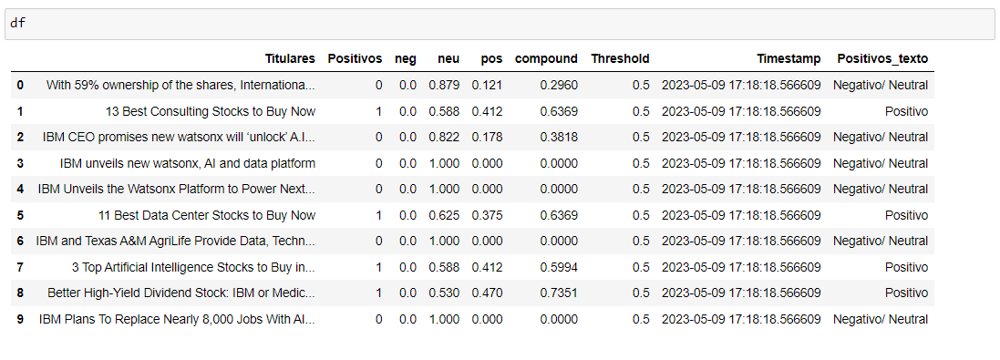 df
Titulares Positivos neg neu pos compound Threshold Timestamp Positivos_texto
0 With 59% ownership of the shares, Internationa... 0 0.0 0.879 0.121 0.2960 0.5 2023-05-09 17:18:18.566609 Negativo/ Neutral
1 13 Best Consulting Stocks to Buy Now 1 0.0 0.588 0.412 0.6369 0.5 2023-05-09 17:18:18.566609 Positivo
2 IBM CEO promises new watsonx will ‘unlock’ A.I... 0 0.0 0.822 0.178 0.3818 0.5 2023-05-09 17:18:18.566609 Negativo/ Neutral
3 IBM unveils new watsonx, AI and data platform 0 0.0 1.000 0.000 0.0000 0.5 2023-05-09 17:18:18.566609 Negativo/ Neutral
4 IBM Unveils the Watsonx Platform to Power Next... 0 0.0 1.000 0.000 0.0000 0.5 2023-05-09 17:18:18.566609 Negativo/ Neutral
5 11 Best Data Center Stocks to Buy Now 1 0.0 0.625 0.375 0.6369 0.5 2023-05-09 17:18:18.566609 Positivo
6 IBM and Texas A&M AgriLife Provide Data, Techn... 0 0.0 1.000 0.000 0.0000 0.5 2023-05-09 17:18:18.566609 Negativo/ Neutral
7 3 Top Artificial Intelligence Stocks to Buy in... 1 0.0 0.588 0.412 0.5994 0.5 2023-05-09 17:18:18.566609 Positivo
8 Better High-Yield Dividend Stock: IBM or Medic... 1 0.0 0.530 0.470 0.7351 0.5 2023-05-09 17:18:18.566609 Positivo
9 IBM Plans To Replace Nearly 8,000 Jobs With AI... 0 0.0 1.000 0.000 0.0000 0.5 2023-05-09 17:18:18.566609 Negativo/ Neutral